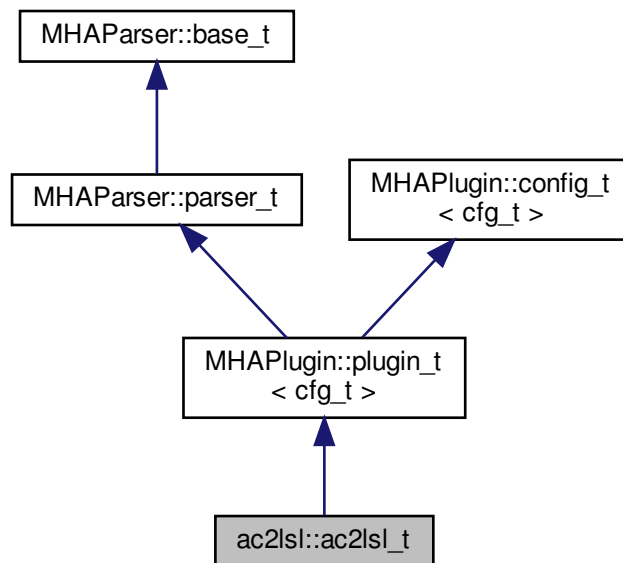 MHAParser::base_t
MHAParser::parser_t
MHAPlugin::config_t
< cfg_t >
MHAPlugin::plugin_t
< cfg_t >
ac2lsl::ac2lsl_t